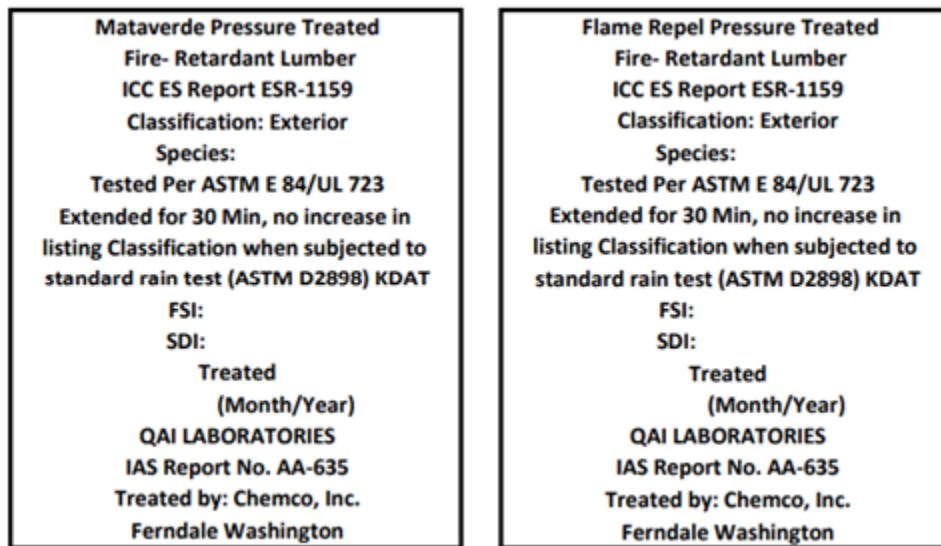 Mataverde Pressure Treated
Fire- Retardant Lumber
ICC ES Report ESR-1159
Classification: Exterior
Species:
Tested Per ASTM E 84/UL 723
Extended for 30 Min, no increase in
listing Classification when subjected to
standard rain test (ASTM D2898) KDAT
FSI:
SDI:
Treated
(Month/Year)
QAI LABORATORIES
IAS Report No. AA-635
Treated by: Chemco, Inc.
Ferndale Washington
Flame Repel Pressure Treated
Fire- Retardant Lumber
ICC ES Report ESR-1159
Classification: Exterior
Species:
Tested Per ASTM E 84/UL 723
Extended for 30 Min, no increase in
listing Classification when subjected to
standard rain test (ASTM D2898) KDAT
FSI:
SDI:
Treated
(Month/Year)
QAI LABORATORIES
IAS Report No. AA-635
Treated by: Chemco, Inc.
Ferndale Washington